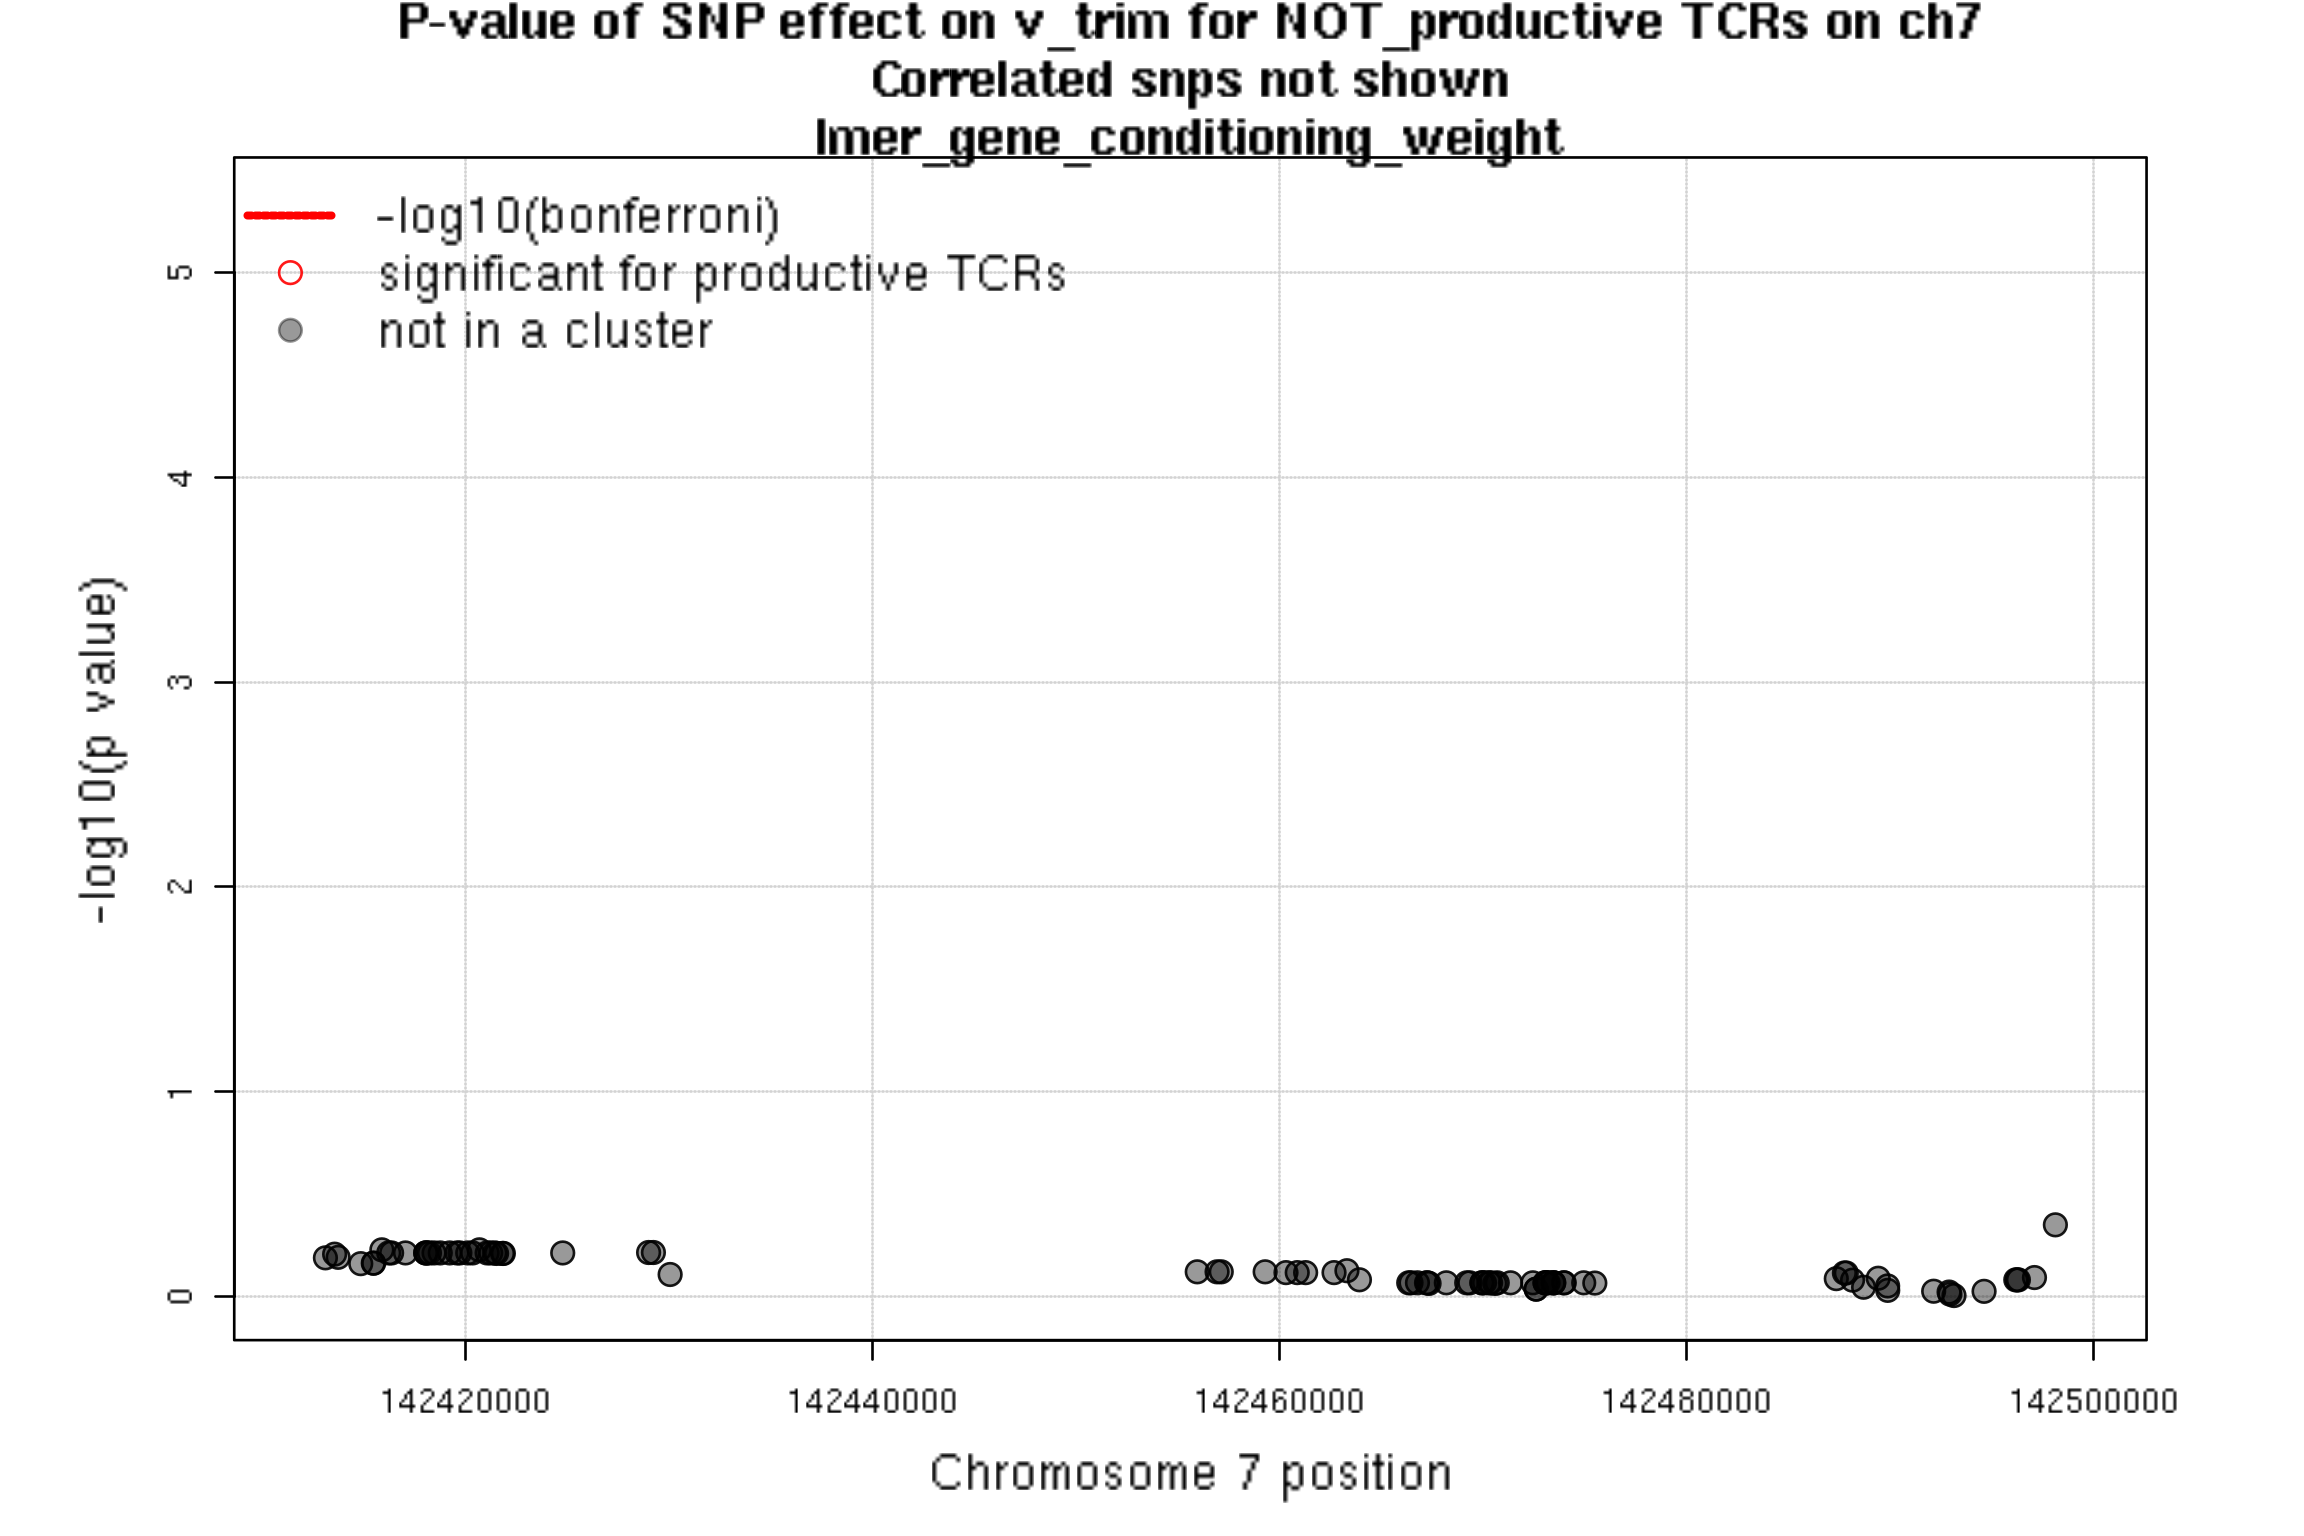 P-value of SNP effect on v_trim for NOT_productive TCRs on ch7
Correlated snps not shown
lmer_gene_conditioning_weight
-log10(bonferroni)
significant for productive TCRs
not in a cluster
-log10(p value)
5
4
3
2
1
0
142420000
142440000
142460000
142480000
142500000
Chromosome 7 position